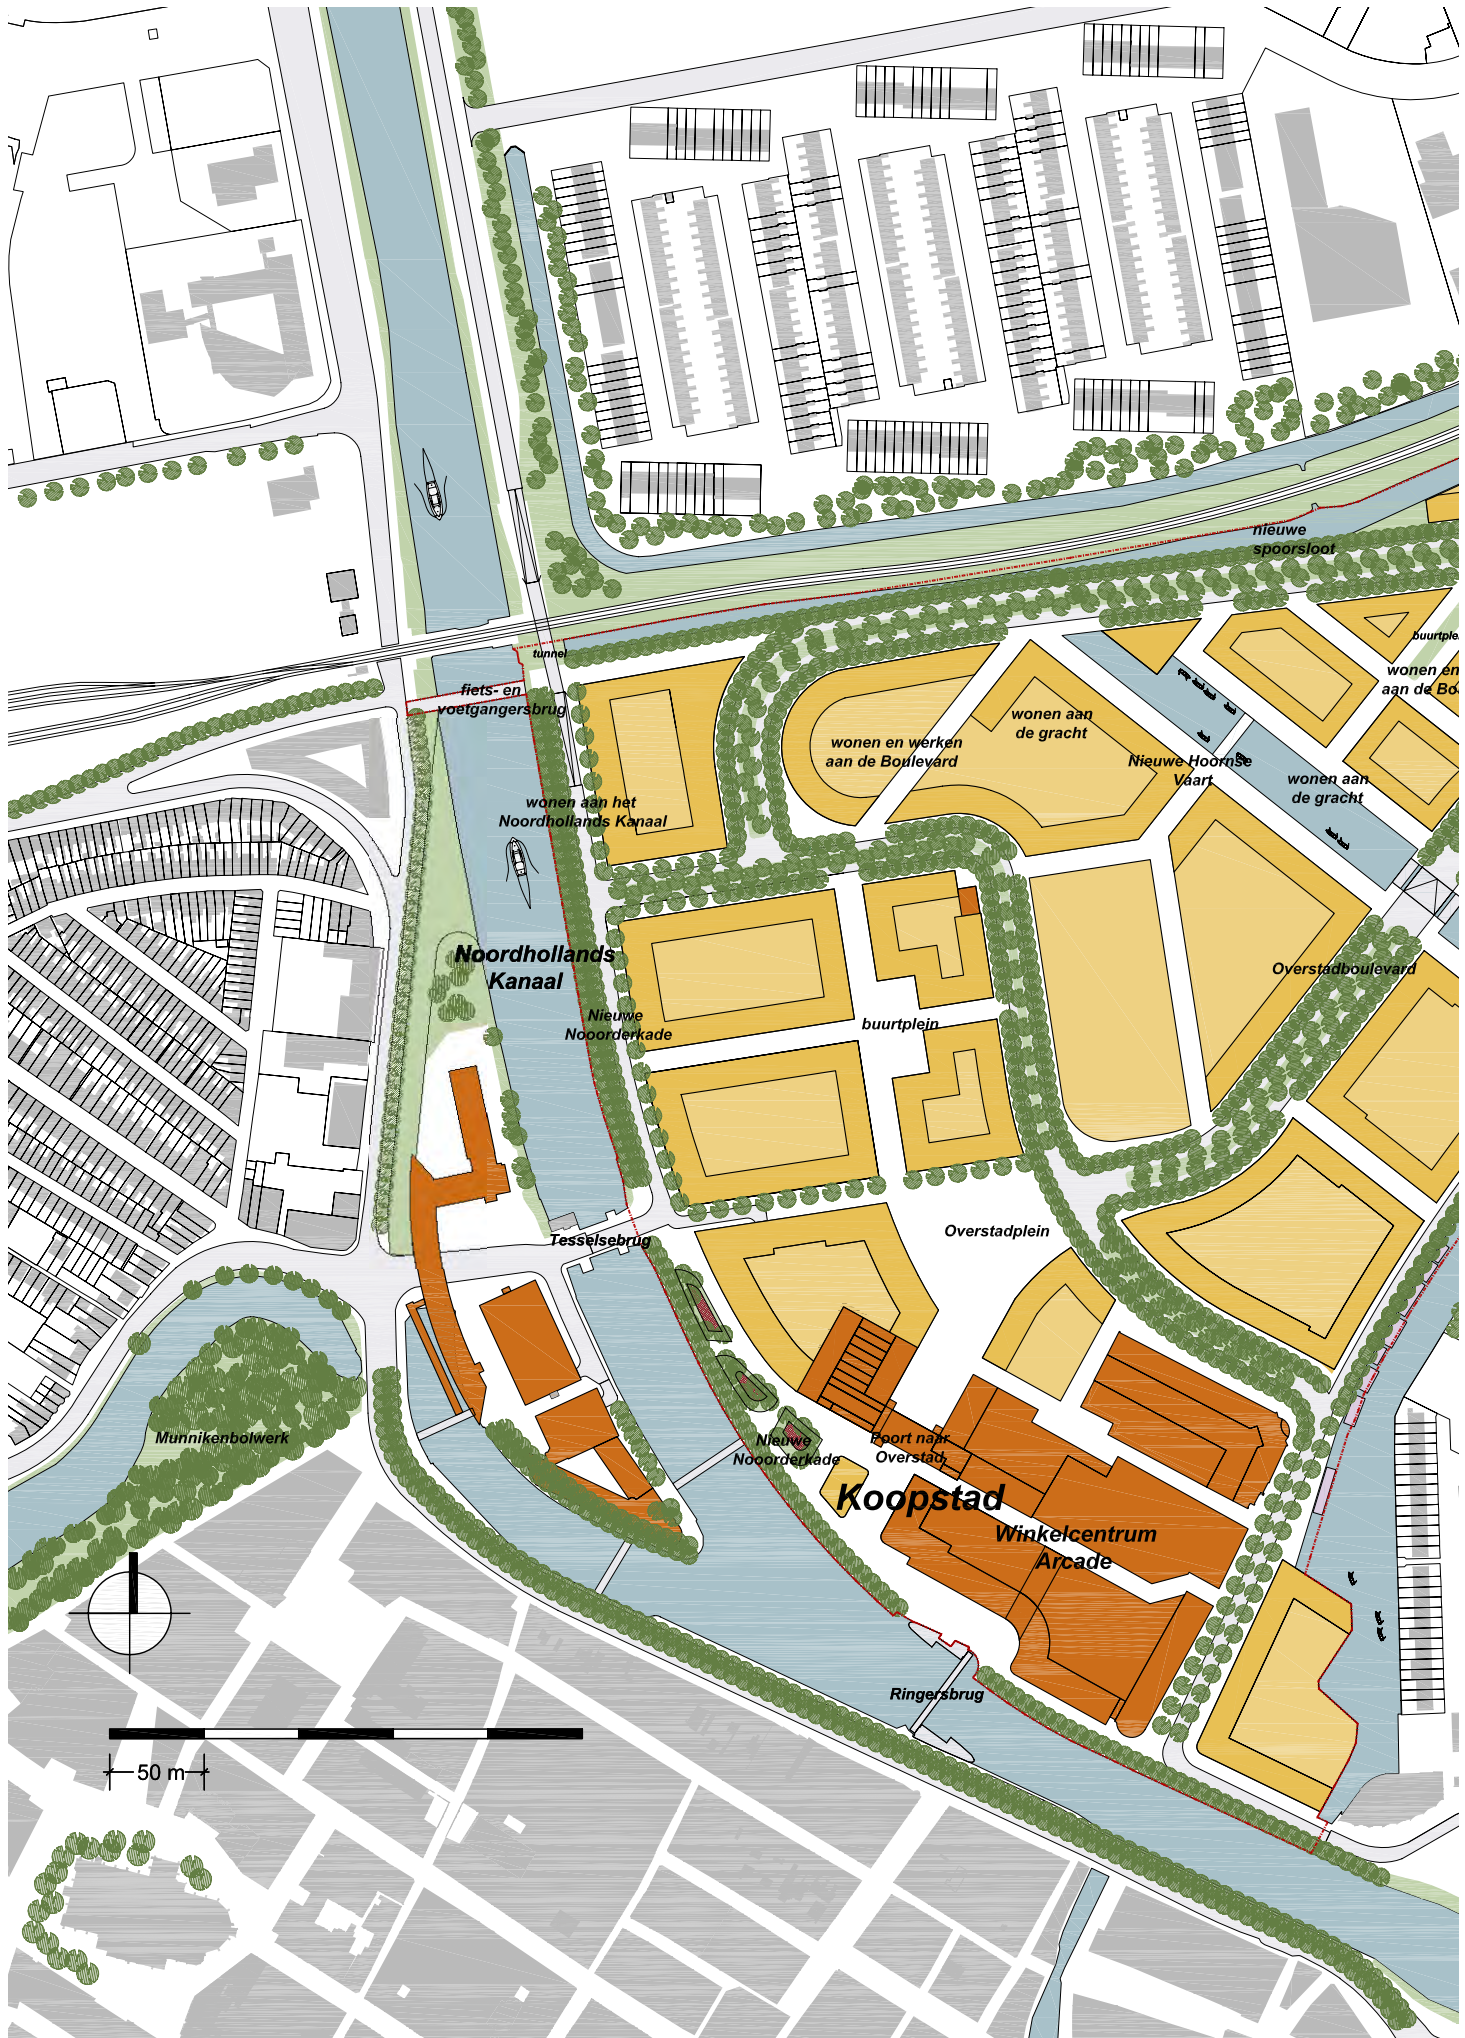 nieuwe
spoorsloot
buurtplei
tunnel
wonen en
aan de Bo
fiets- en
voetgangersbrug
wonen aan
de gracht
wonen en werken
aan de Boulevard
Nieuwe Hoornse
Vaart
wonen aan
de gracht
wonen aan het
Noordhollands Kanaal
Noordhollands
Kanaal
Overstadboulevard
Nieuwe
Nooorderkade
buurtplein
Overstadplein
Tesselsebrug
Munnikenbolwerk
Nieuwe
Nooorderkade
Poort naar
Overstad
Koopstad
Winkelcentrum
Arcade
Ringersbrug
50 m